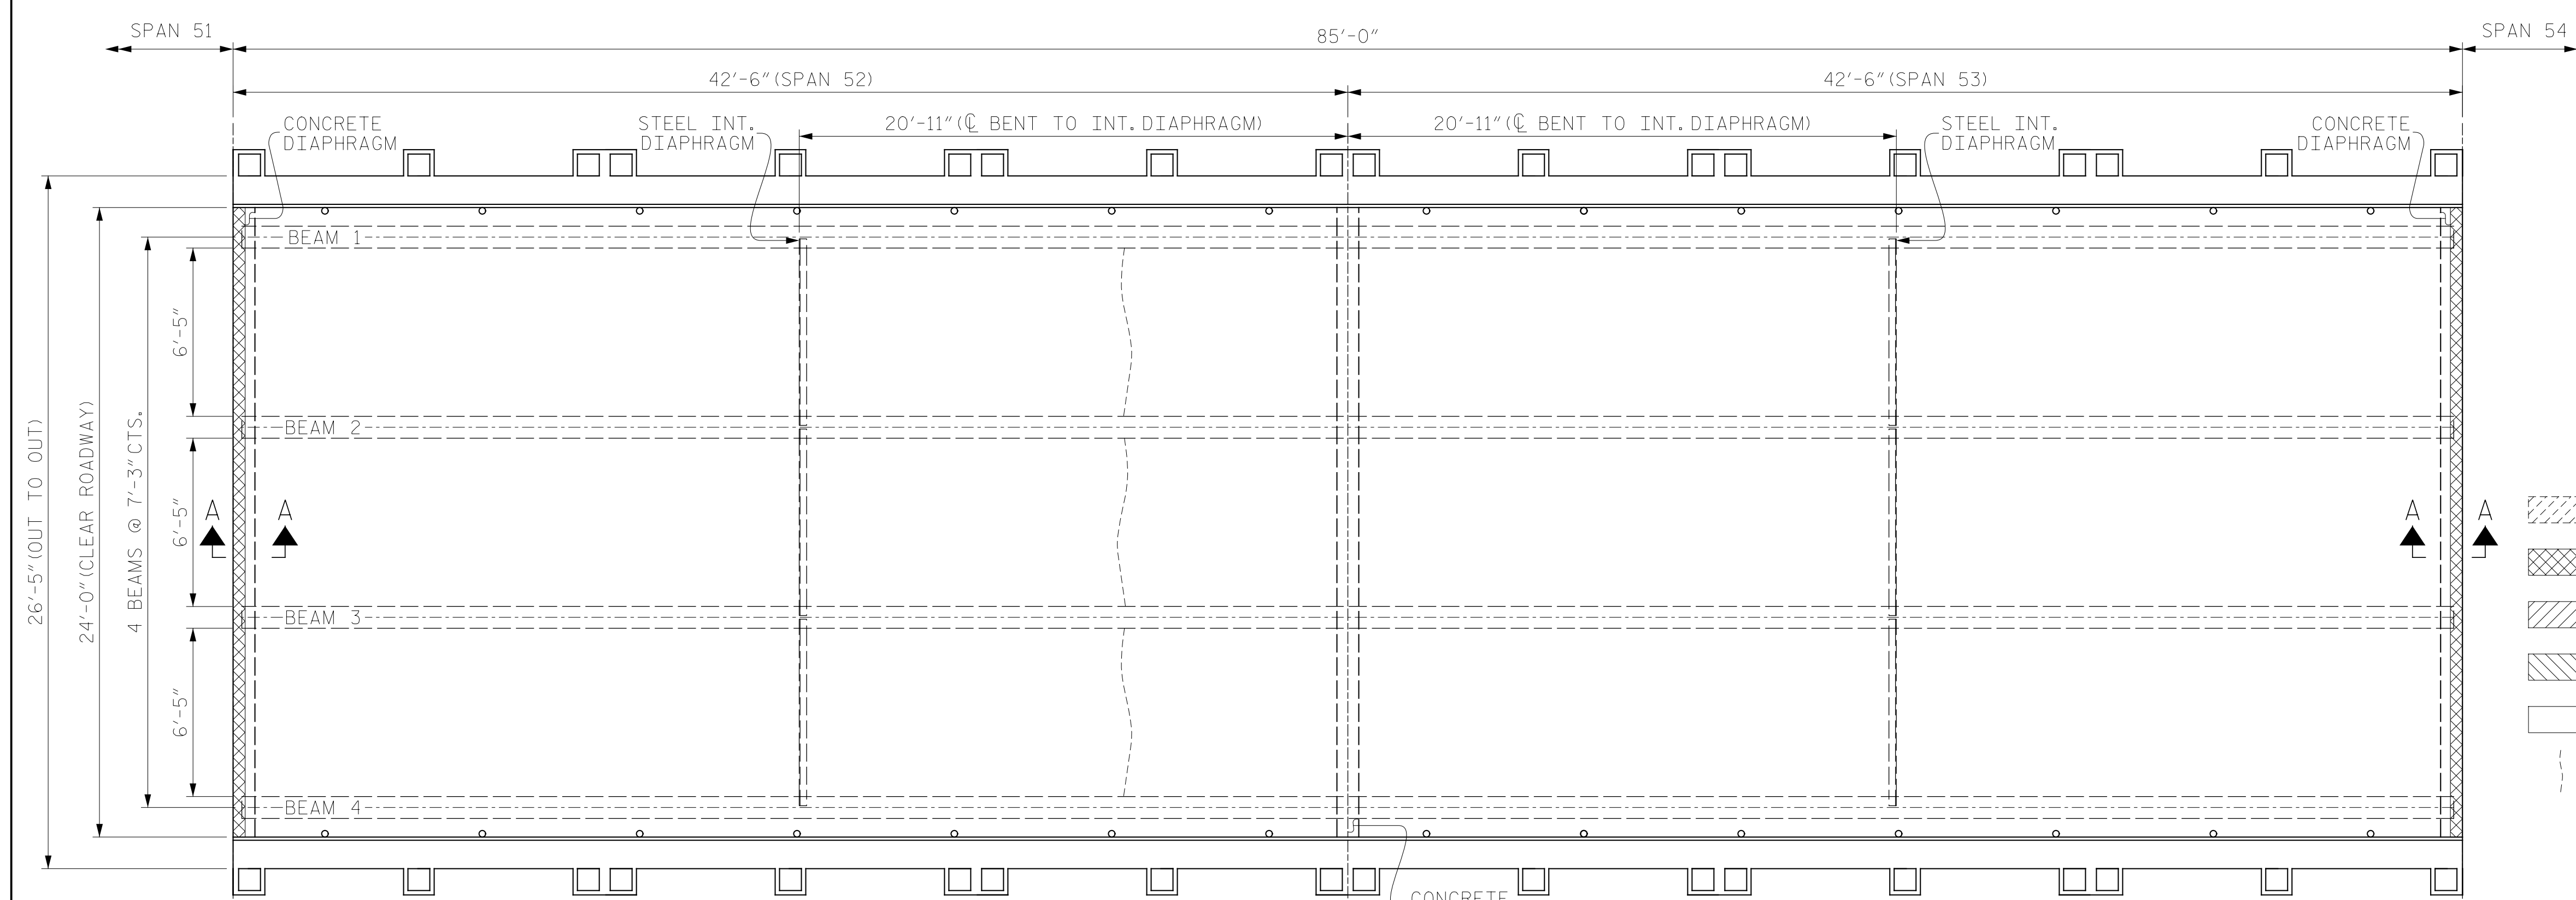 SPAN 51
85'-0"
SPAN 54
42'-6"(SPAN 52)
42'-6"(SPAN 53)
CONCRETE
DIAPHRAGM
STEEL INT.
DIAPHRAGM
20'-11"(℄ BENT TO INT. DIAPHRAGM)
20'-11"(℄ BENT TO INT. DIAPHRAGM)
STEEL INT.
DIAPHRAGM
CONCRETE
DIAPHRAGM
BEAM 1
BEAM 2
BEAM 3
BEAM 4
26'-5"(OUT TO OUT)
24'-0"(CLEAR ROADWAY)
4 BEAMS @ 7'-3"CTS.
6'-5"
6'-5"
6'-5"
A
A
A
A
CONCRETE